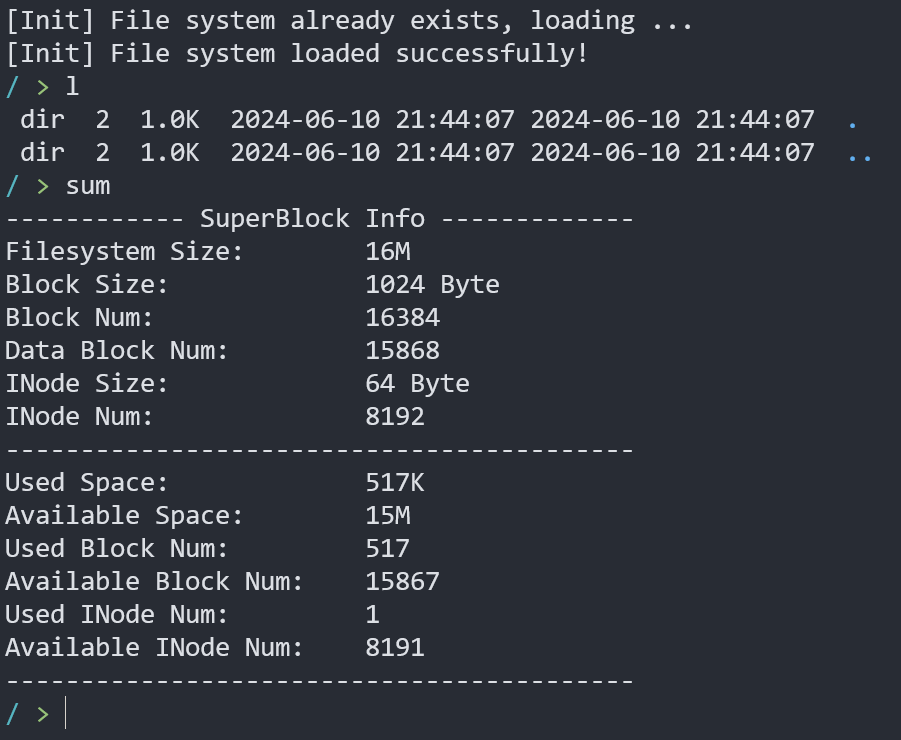 [Init] File system already exists, loading ...
[Init] File system loaded successfully!
/ > l
 dir  2  1.0K  2024-06-10 21:44:07 2024-06-10 21:44:07  .
 dir  2  1.0K  2024-06-10 21:44:07 2024-06-10 21:44:07  ..
/ > sum
------------ SuperBlock Info -------------
Filesystem Size:        16M
Block Size:             1024 Byte
Block Num:              16384
Data Block Num:         15868
INode Size:             64 Byte
INode Num:              8192
------------------------------------------
Used Space:             517K
Available Space:        15M
Used Block Num:         517
Available Block Num:    15867
Used INode Num:         1
Available INode Num:    8191
------------------------------------------
/ >